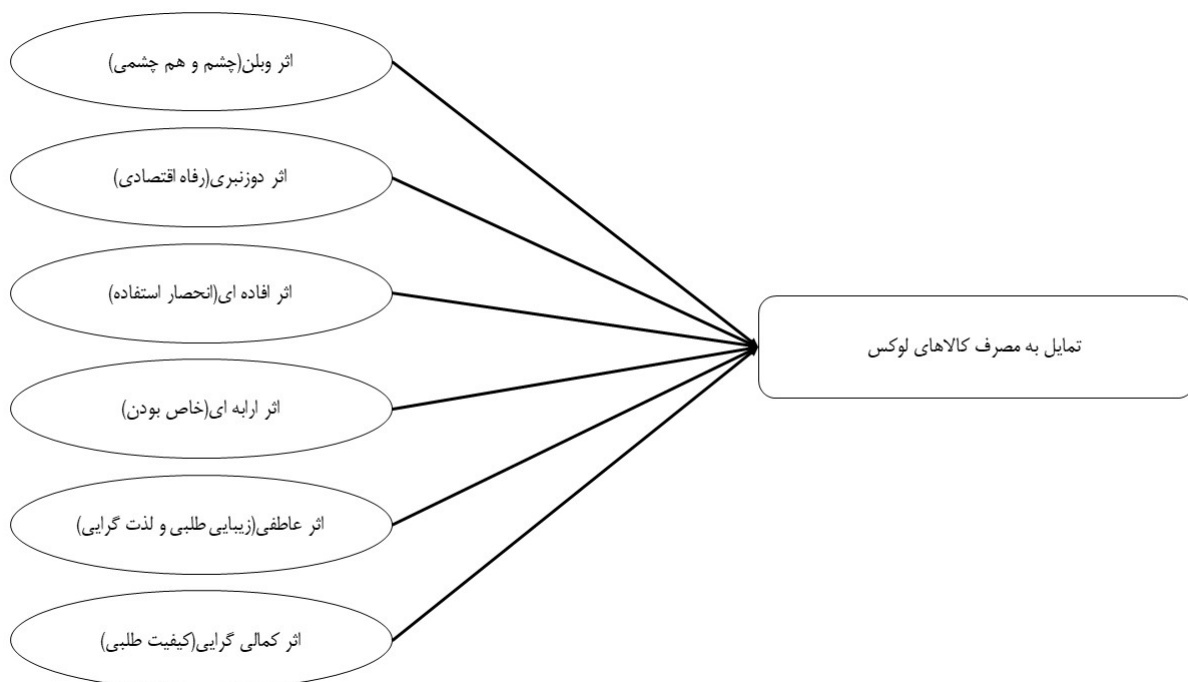 اثر وبلن(چشم و هم چشمی)
اثر دوزنبری(رفاه اقتصادی)
اثر افاده ای(انحصار استفاده)
تمایل به مصرف کالاهای لوکس
اثر ارابه ای(خاص بودن)
اثر عاطفی(زیبایی طلبی و لذت گرایی)
اثر کمالی گرایی(کیفیت طلبی)